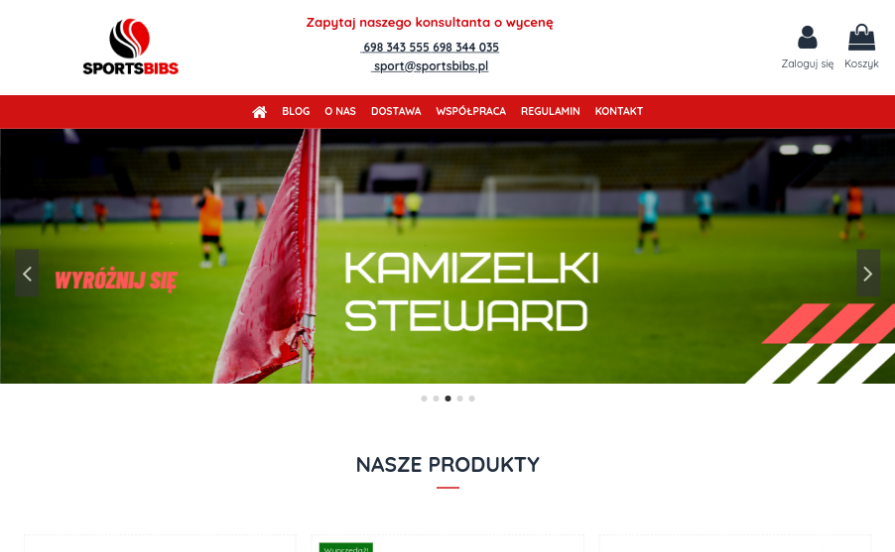 Zapytaj naszego konsultanta o wycenę
698 343 555 698 344 035
sport@sportsbibs.pl
SPORTSBIBS
Zaloguj się
Koszyk
BLOG
O NAS
DOSTAWA
WSPÓŁPRACA
REGULAMIN
KONTAKT
WYRÓŻNIJ SIĘ
KAMIZELKI
STEWARD
NASZE PRODUKTY
Wyprzedaż!